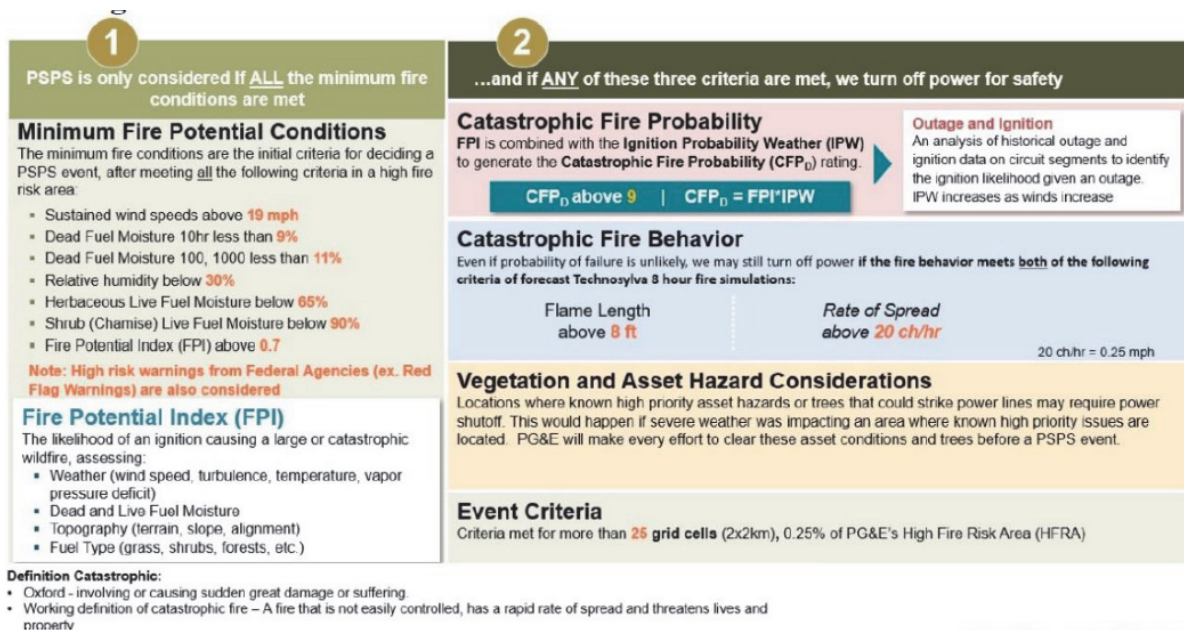 1
PSPS is only considered If ALL the minimum fire
conditions are met
Minimum Fire Potential Conditions
The minimum fire conditions are the initial criteria for deciding a
PSPS event, after meeting all the following criteria in a high fire
risk area:
▪ Sustained wind speeds above 19 mph
▪ Dead Fuel Moisture 10hr less than 9%
▪ Dead Fuel Moisture 100, 1000 less than 11%
▪ Relative humidity below 30%
▪ Herbaceous Live Fuel Moisture below 65%
▪ Shrub (Chamise) Live Fuel Moisture below 90%
▪ Fire Potential Index (FPI) above 0.7
Note: High risk warnings from Federal Agencies (ex. Red
Flag Warnings) are also considered
Fire Potential Index (FPI)
The likelihood of an ignition causing a large or catastrophic
wildfire, assessing:
▪ Weather (wind speed, turbulence, temperature, vapor
pressure deficit)
▪ Dead and Live Fuel Moisture
▪ Topography (terrain, slope, alignment)
▪ Fuel Type (grass, shrubs, forests, etc.)
2
...and if ANY of these three criteria are met, we turn off power for safety
Catastrophic Fire Probability
FPI is combined with the Ignition Probability Weather (IPW)
to generate the Catastrophic Fire Probability (CFPD) rating.
CFPD above 9 | CFPD = FPI*IPW
Outage and Ignition
An analysis of historical outage and
ignition data on circuit segments to identify
the ignition likelihood given an outage.
IPW increases as winds increase
Catastrophic Fire Behavior
Even if probability of failure is unlikely, we may still turn off power if the fire behavior meets both of the following
criteria of forecast Technosylva 8 hour fire simulations:
Flame Length
above 8 ft
Rate of Spread
above 20 ch/hr
20 ch/hr = 0.25 mph
Vegetation and Asset Hazard Considerations
Locations where known high priority asset hazards or trees that could strike power lines may require power
shutoff. This would happen if severe weather was impacting an area where known high priority issues are
located. PG&E will make every effort to clear these asset conditions and trees before a PSPS event.
Event Criteria
Criteria met for more than 25 grid cells (2x2km), 0.25% of PG&E's High Fire Risk Area (HFRA)
Definition Catastrophic:
• Oxford - involving or causing sudden great damage or suffering.
• Working definition of catastrophic fire – A fire that is not easily controlled, has a rapid rate of spread and threatens lives and
property